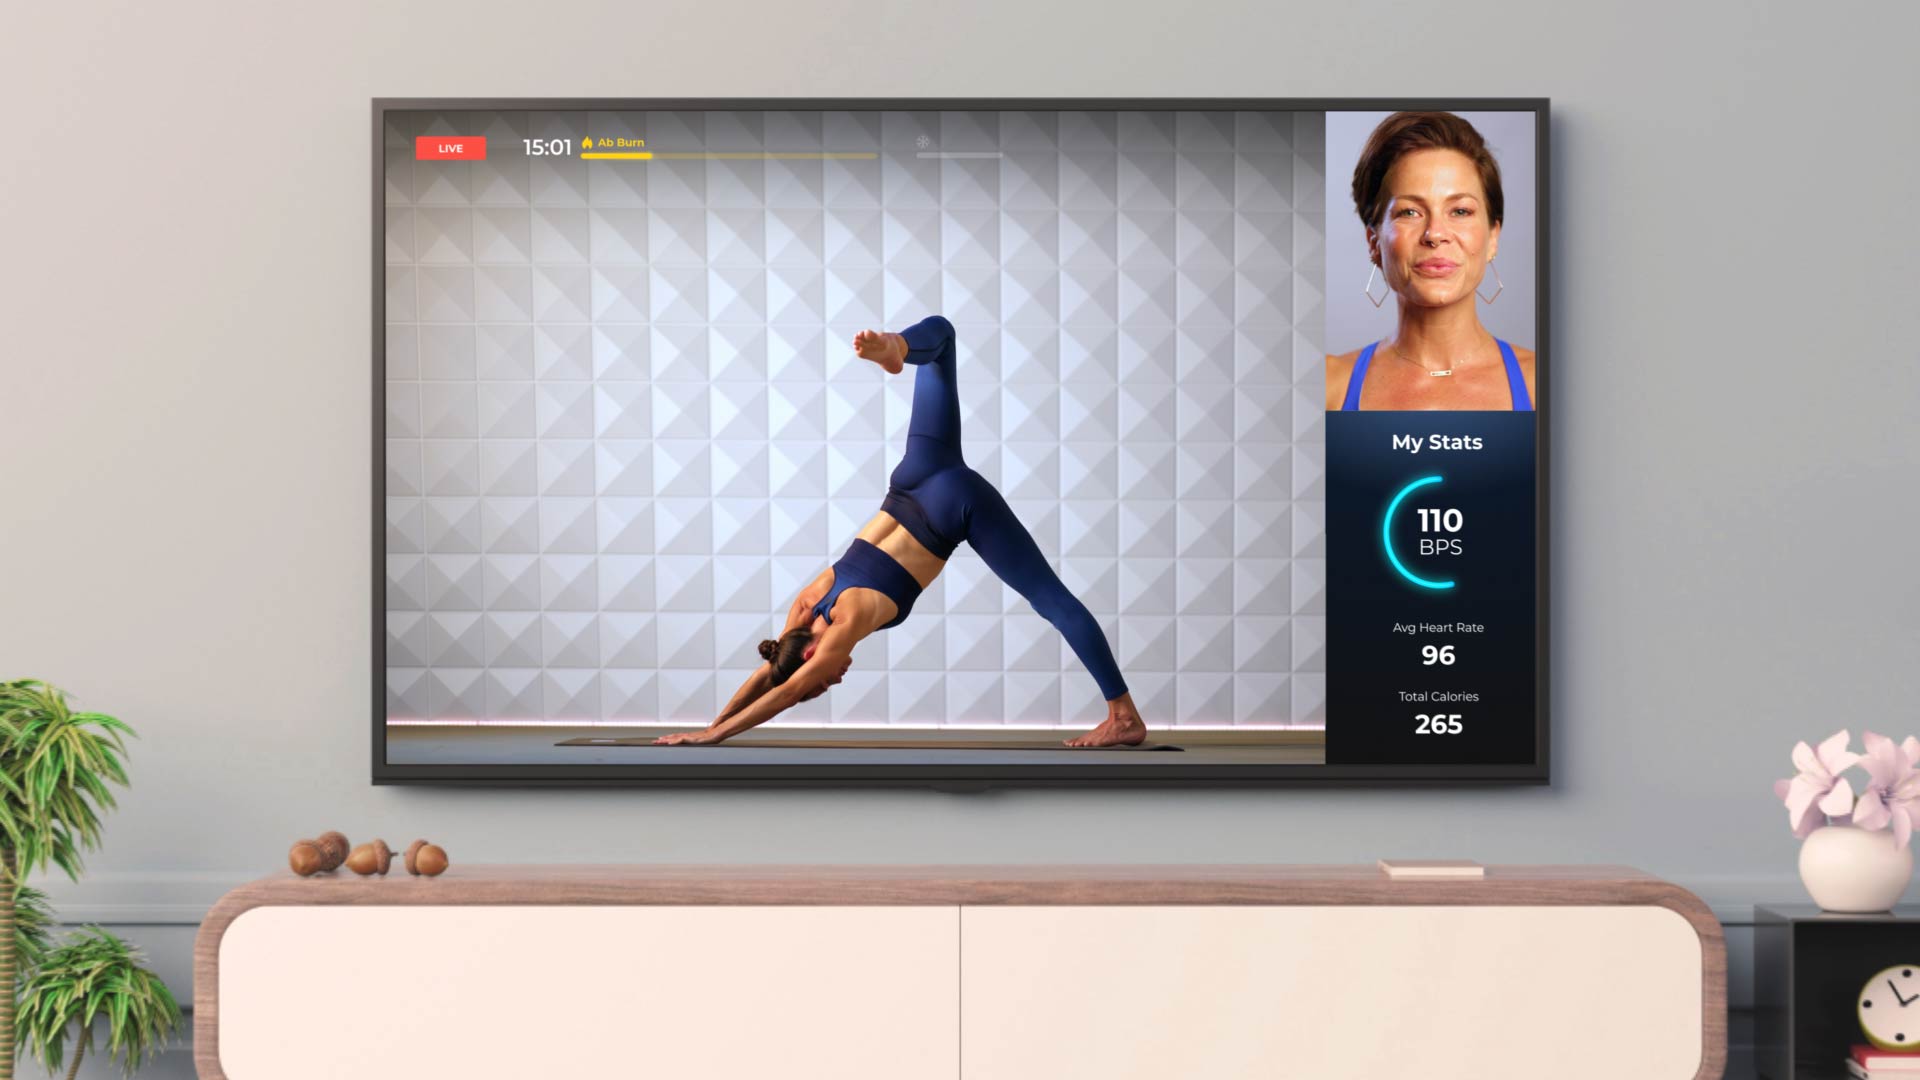 LIVE
15:01
Ab Burn
My Stats
110
BPS
Avg Heart Rate
96
Total Calories
265